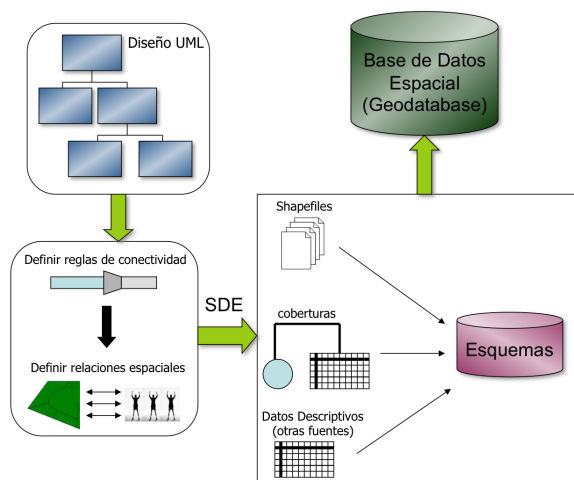 Diseño UML
Base de Datos
Espacial
(Geodatabase)
Definir reglas de conectividad
Definir relaciones espaciales
SDE
Shapefiles
coberturas
Datos Descriptivos
(otras fuentes)
Esquemas